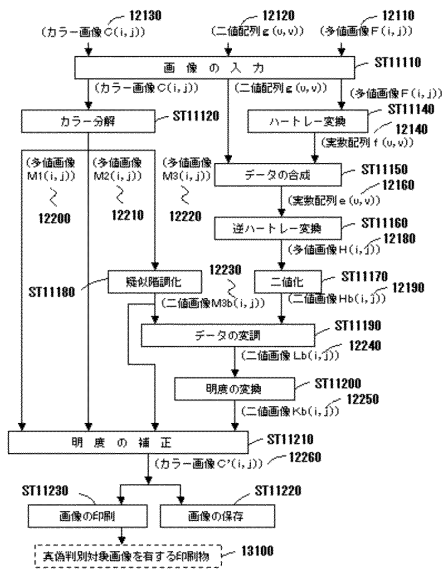 12130
12120
12110
(カラー画像C(i,j))
(二値配列g(u,v))
(多値画像F(i,j))
画像の入力
ST11110
(カラー画像C(i,j))
(二値配列g(u,v))
(多値画像F(i,j))
カラー分解
ST11120
ST11140
ハートレー変換
12140
(実数配列f(u,v))
(多値画像M1(i,j))
(多値画像M2(i,j))
(多値画像M3(i,j))
ST11150
データの合成
12160
(実数配列e(u,v))
12200
12210
12220
ST11160
逆ハートレー変換
12180
(多値画像H(i,j))
ST11180
疑似階調化
12230
ST11170
二値化
12190
(二値画像M3b(i,j))
(二値画像Hb(i,j))
データの変調
ST11190
12240
(二値画像Lb(i,j))
明度の変換
ST11200
12250
(二値画像Kb(i,j))
明度の補正
ST11210
12260
(カラー画像C'(i,j))
ST11230
ST11220
画像の印刷
画像の保存
真偽判別対象画像を有する印刷物
13100